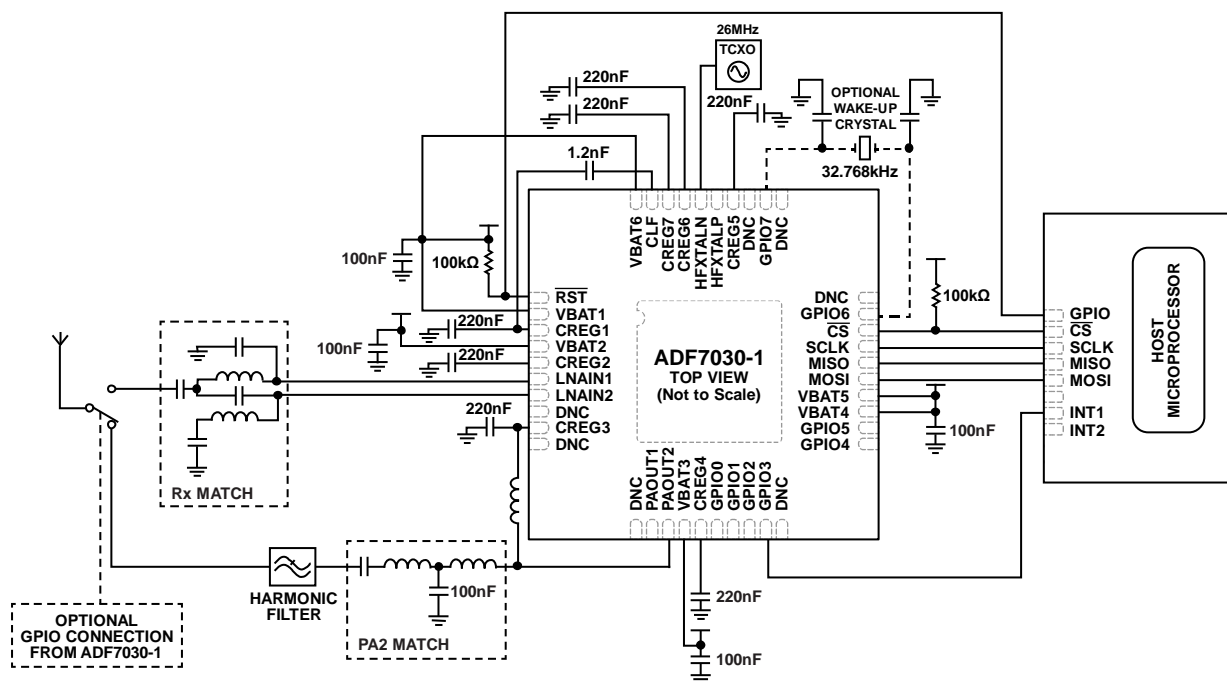 26MHz
TCXO
220nF
220nF
220nF
OPTIONAL
WAKE-UP
CRYSTAL
1.2nF
32.768kHz
VBAT6
CLF
CREG7
CREG6
HFXTALN
HFXTALP
CREG5
DNC
GPIO7
DNC
100nF
100kΩ
RST
VBAT1
CREG1
VBAT2
CREG2
LNAIN1
LNAIN2
DNC
CREG3
DNC
220nF
100nF
220nF
220nF
ADF7030-1
TOP VIEW
(Not to Scale)
DNC
GPIO6
CS
SCLK
MISO
MOSI
VBAT5
VBAT4
GPIO5
GPIO4
100kΩ
100nF
GPIO
CS
SCLK
MISO
MOSI
INT1
INT2
HOST
MICROPROCESSOR
Rx MATCH
DNC
PAOUT1
PAOUT2
VBAT3
CREG4
GPIO0
GPIO1
GPIO2
GPIO3
DNC
HARMONIC
FILTER
100nF
PA2 MATCH
220nF
100nF
OPTIONAL
GPIO CONNECTION
FROM ADF7030-1